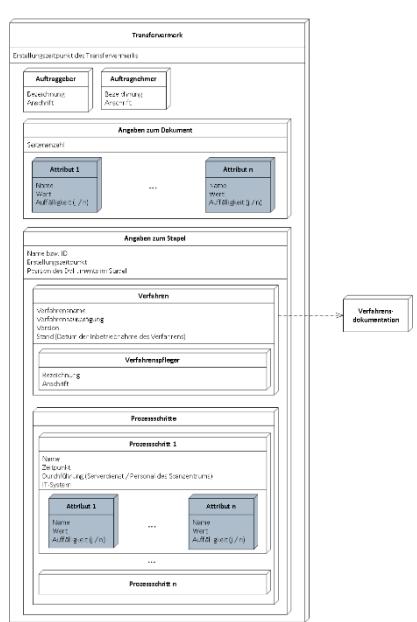 Transfervermerk
Erstellungszeitpunkt des Transfervermerks
Auftraggeber
Bezeichnung
Anschrift
Auftragnehmer
Bezeichnung
Anschrift
Angaben zum Dokument
Seitenanzahl
Attribut 1
Name
Wert
Auffälligkeit (j / n)
...
Attribut n
Name
Wert
Auffälligkeit (j / n)
Angaben zum Stapel
Name bzw. ID
Erstellungszeitpunkt
Position des Dokuments im Stapel
Verfahren
Verfahrensname
Verfahrensausprägung
Version
Stand (Datum der Inbetriebnahme des Verfahrens)
Verfahrenspfleger
Bezeichnung
Anschrift
Verfahrens-
dokumentation
Prozessschritte
Prozessschritt 1
Name
Zeitpunkt
Durchführung (Serverdienst / Personal des Scanzentrums)
IT-System
Attribut 1
Name
Wert
Auffälligkeit (j / n)
...
Attribut n
Name
Wert
Auffälligkeit (j / n)
...
Prozessschritt n